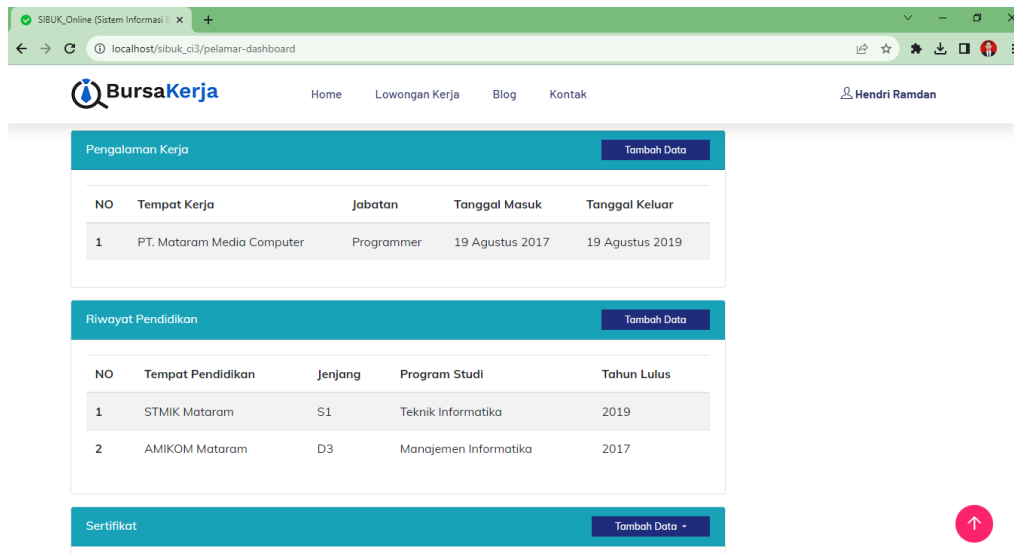 SIBUK_Online (Sistem Informasi
localhost/sibuk_ci3/pelamar-dashboard
BursaKerja Home Lowongan Kerja Blog Kontak Hendri Ramdan
Pengalaman Kerja Tambah Data
NO Tempat Kerja Jabatan Tanggal Masuk Tanggal Keluar
1 PT. Mataram Media Computer Programmer 19 Agustus 2017 19 Agustus 2019
Riwayat Pendidikan Tambah Data
NO Tempat Pendidikan Jenjang Program Studi Tahun Lulus
1 STMIK Mataram S1 Teknik Informatika 2019
2 AMIKOM Mataram D3 Manajemen Informatika 2017
Sertifikat Tambah Data